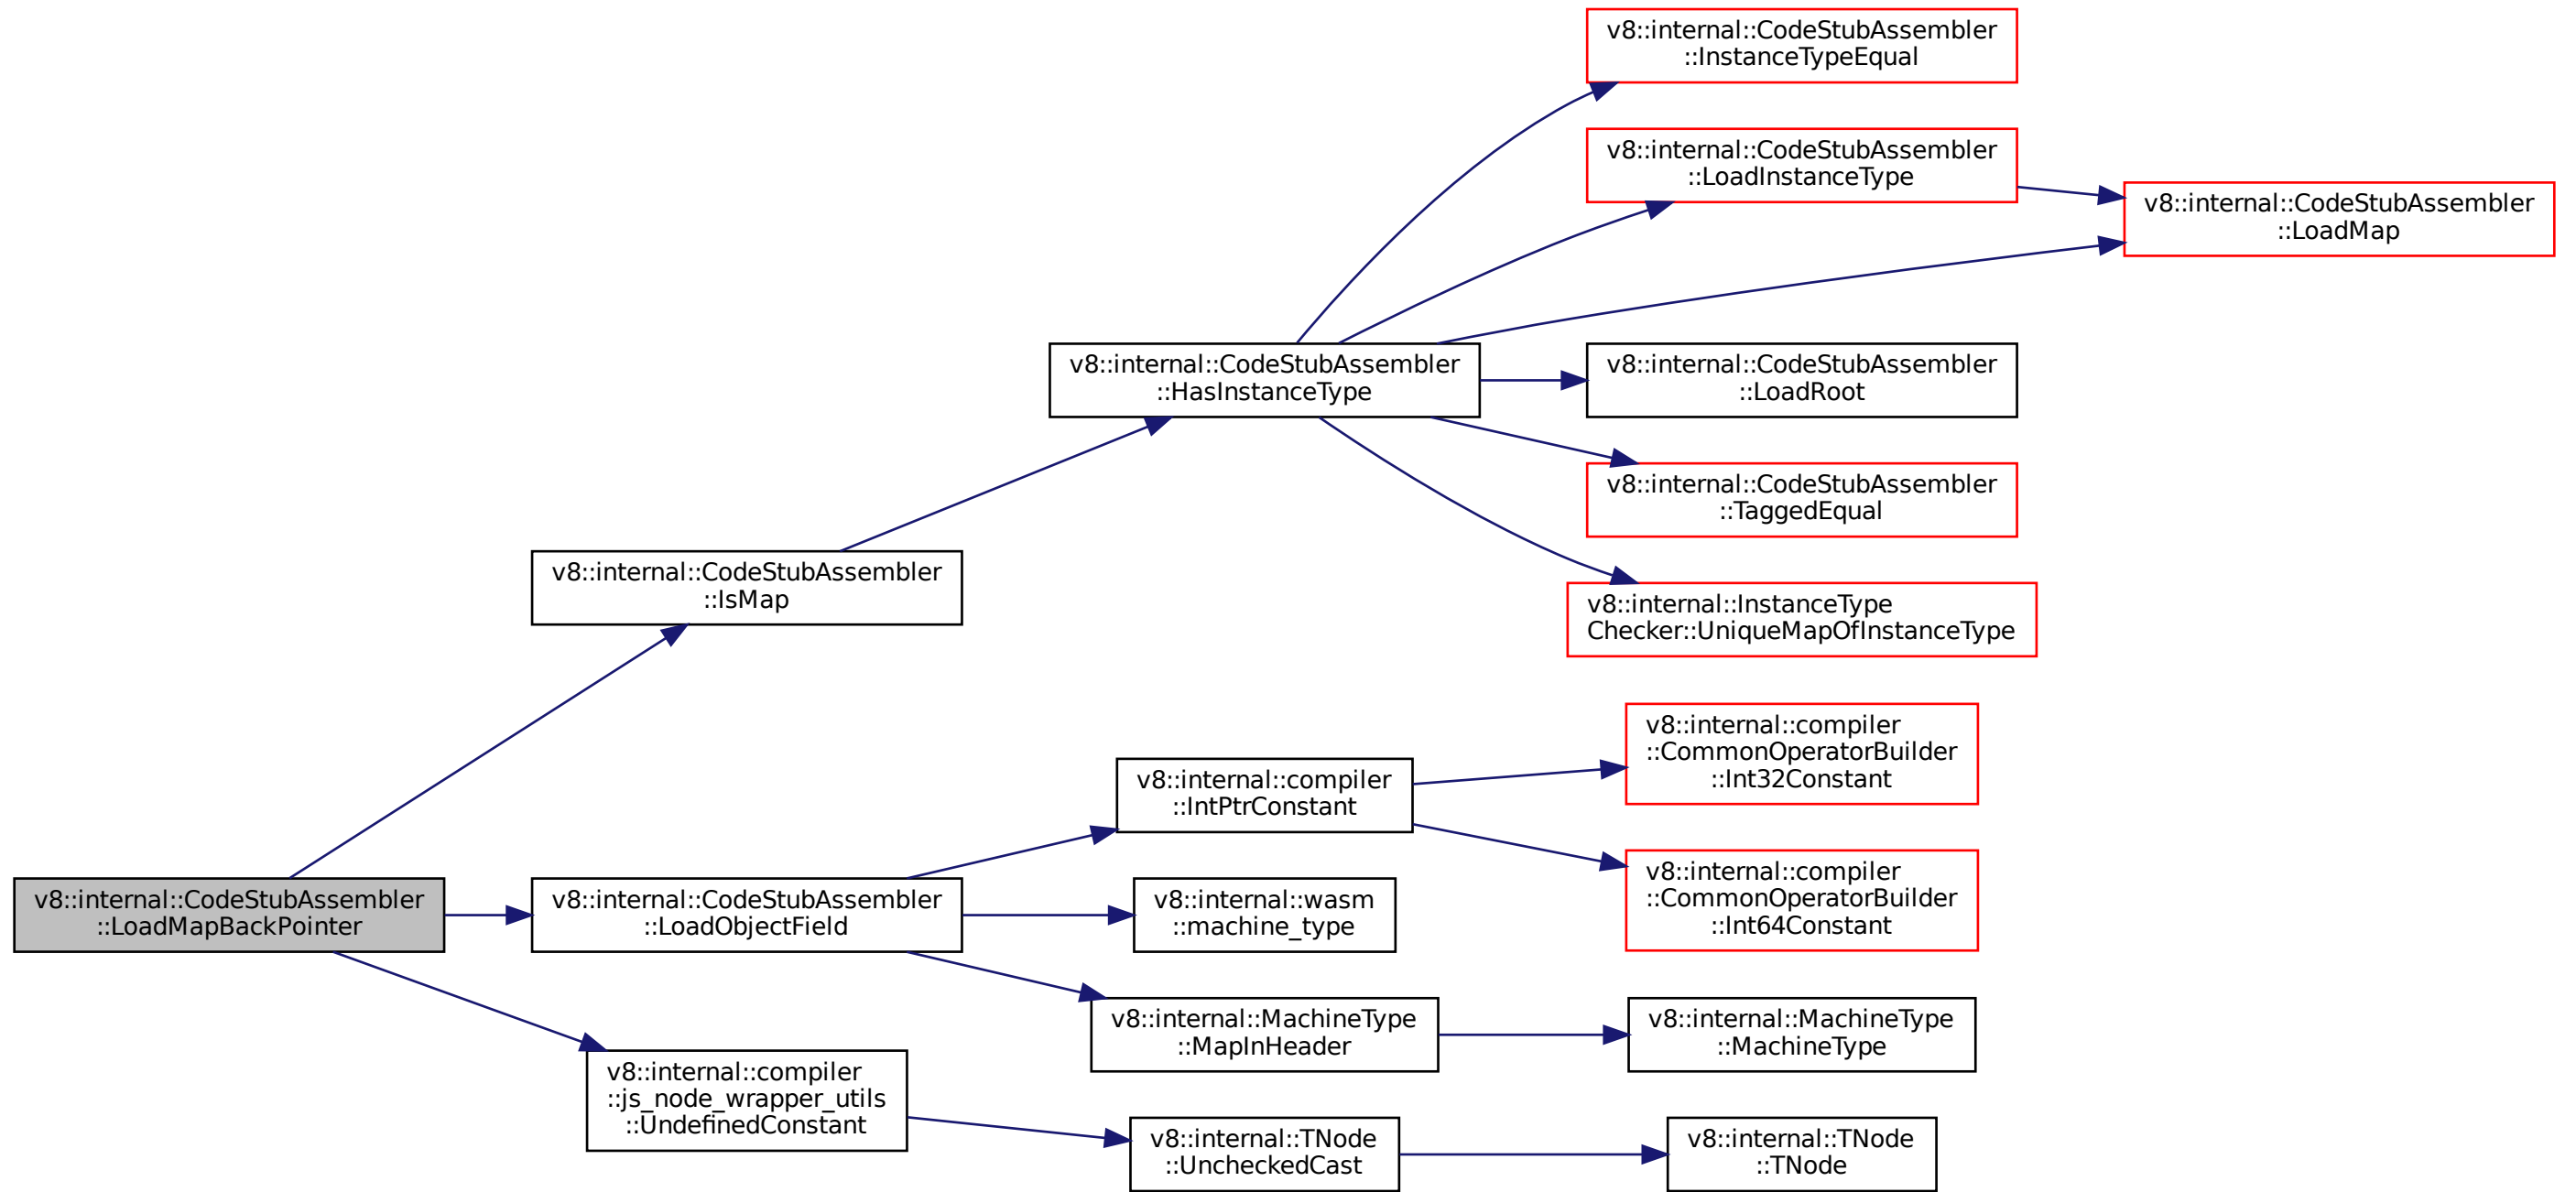 v8::internal::CodeStubAssembler
::InstanceTypeEqual
v8::internal::CodeStubAssembler
::LoadInstanceType
v8::internal::CodeStubAssembler
::LoadMap
v8::internal::CodeStubAssembler
::HasInstanceType
v8::internal::CodeStubAssembler
::LoadRoot
v8::internal::CodeStubAssembler
::TaggedEqual
v8::internal::CodeStubAssembler
::IsMap
v8::internal::InstanceType
Checker::UniqueMapOfInstanceType
v8::internal::compiler
::CommonOperatorBuilder
::Int32Constant
v8::internal::compiler
::IntPtrConstant
v8::internal::compiler
::CommonOperatorBuilder
::Int64Constant
v8::internal::CodeStubAssembler
::LoadMapBackPointer
v8::internal::CodeStubAssembler
::LoadObjectField
v8::internal::wasm
::machine_type
v8::internal::MachineType
::MapInHeader
v8::internal::MachineType
::MachineType
v8::internal::compiler
::js_node_wrapper_utils
::UndefinedConstant
v8::internal::TNode
::UncheckedCast
v8::internal::TNode
::TNode